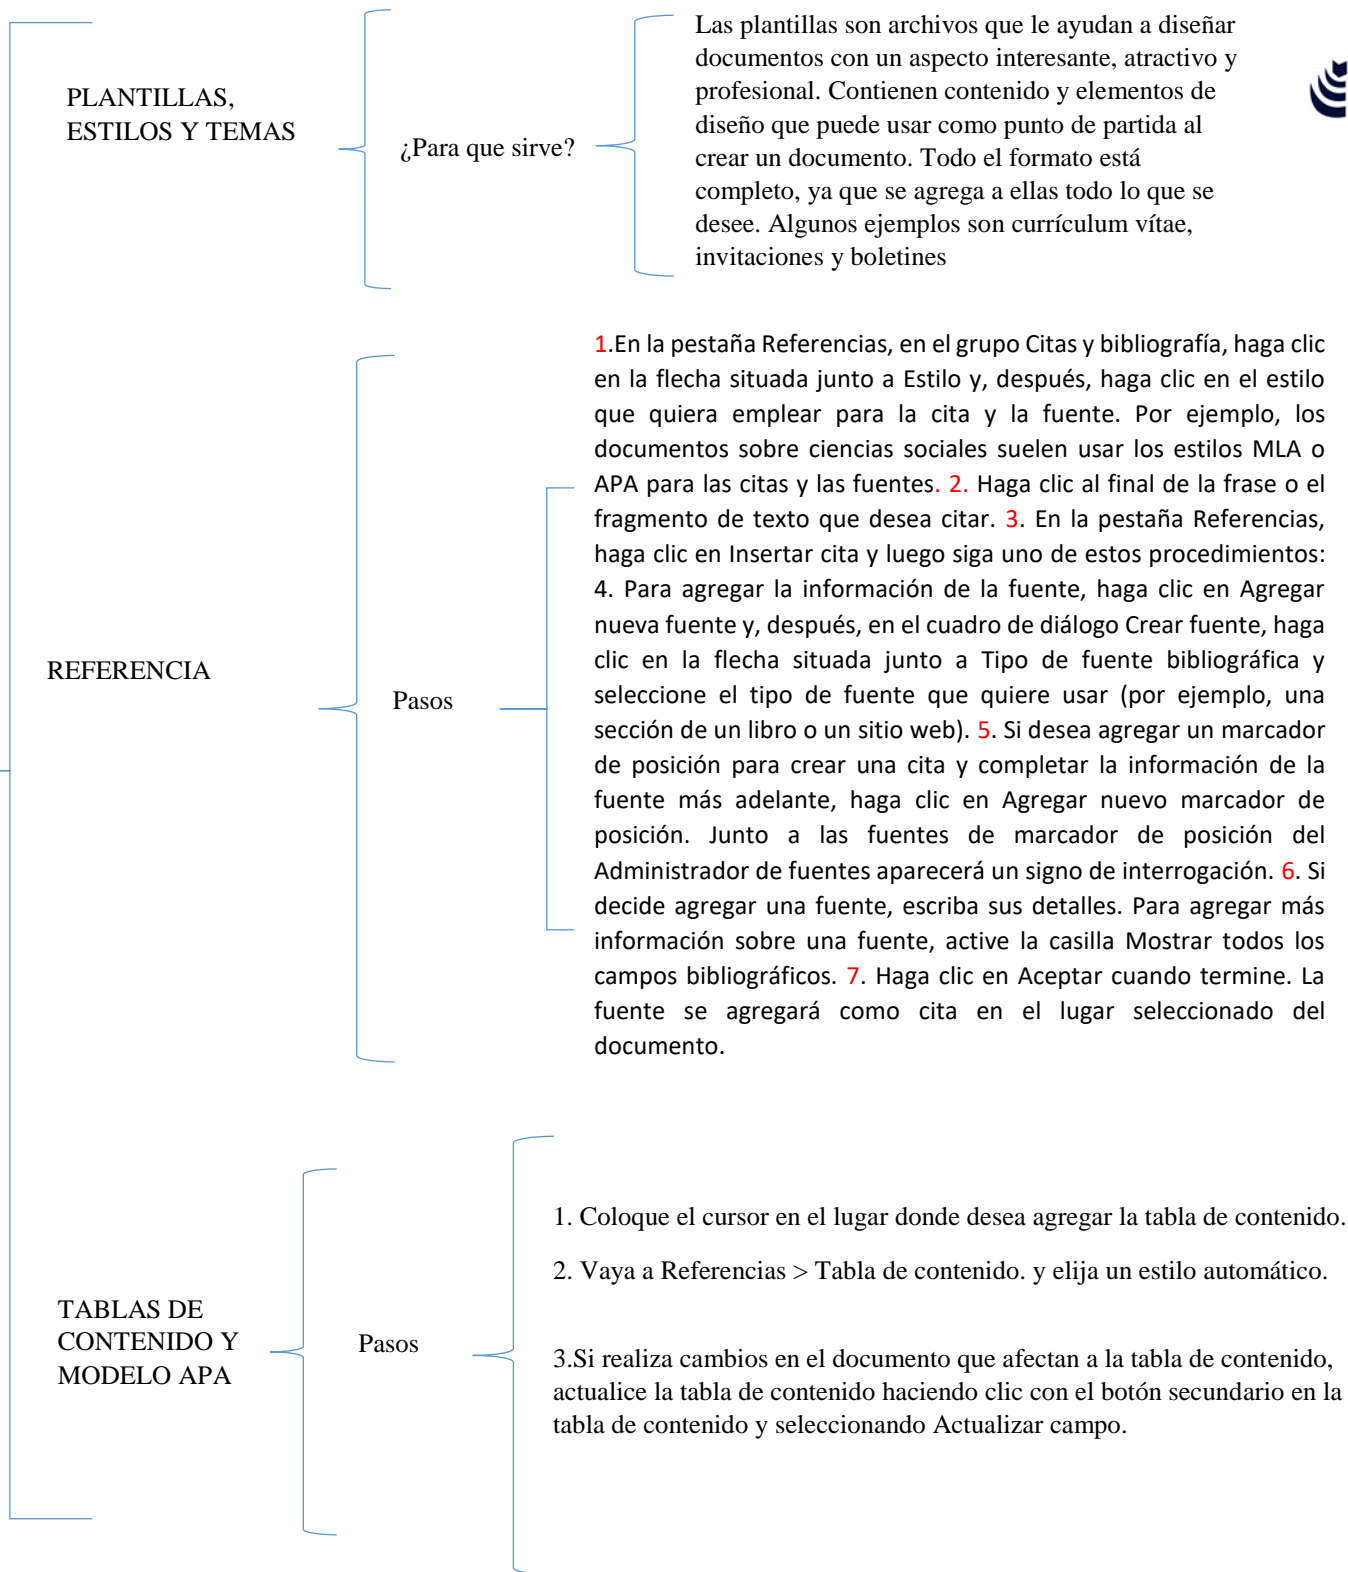 PLANTILLAS,
ESTILOS Y TEMAS
¿Para que sirve?
Las plantillas son archivos que le ayudan a diseñar
documentos con un aspecto interesante, atractivo y
profesional. Contienen contenido y elementos de
diseño que puede usar como punto de partida al
crear un documento. Todo el formato está
completo, ya que se agrega a ellas todo lo que se
desee. Algunos ejemplos son currículum vítae,
invitaciones y boletines
REFERENCIA
Pasos
1.En la pestaña Referencias, en el grupo Citas y bibliografía, haga clic
en la flecha situada junto a Estilo y, después, haga clic en el estilo
que quiera emplear para la cita y la fuente. Por ejemplo, los
documentos sobre ciencias sociales suelen usar los estilos MLA o
APA para las citas y las fuentes. 2. Haga clic al final de la frase o el
fragmento de texto que desea citar. 3. En la pestaña Referencias,
haga clic en Insertar cita y luego siga uno de estos procedimientos:
4. Para agregar la información de la fuente, haga clic en Agregar
nueva fuente y, después, en el cuadro de diálogo Crear fuente, haga
clic en la flecha situada junto a Tipo de fuente bibliográfica y
seleccione el tipo de fuente que quiere usar (por ejemplo, una
sección de un libro o un sitio web). 5. Si desea agregar un marcador
de posición para crear una cita y completar la información de la
fuente más adelante, haga clic en Agregar nuevo marcador de
posición. Junto a las fuentes de marcador de posición del
Administrador de fuentes aparecerá un signo de interrogación. 6. Si
decide agregar una fuente, escriba sus detalles. Para agregar más
información sobre una fuente, active la casilla Mostrar todos los
campos bibliográficos. 7. Haga clic en Aceptar cuando termine. La
fuente se agregará como cita en el lugar seleccionado del
documento.
TABLAS DE
CONTENIDO Y
MODELO APA
Pasos
1. Coloque el cursor en el lugar donde desea agregar la tabla de contenido.
2. Vaya a Referencias > Tabla de contenido. y elija un estilo automático.
3.Si realiza cambios en el documento que afectan a la tabla de contenido,
actualice la tabla de contenido haciendo clic con el botón secundario en la
tabla de contenido y seleccionando Actualizar campo.